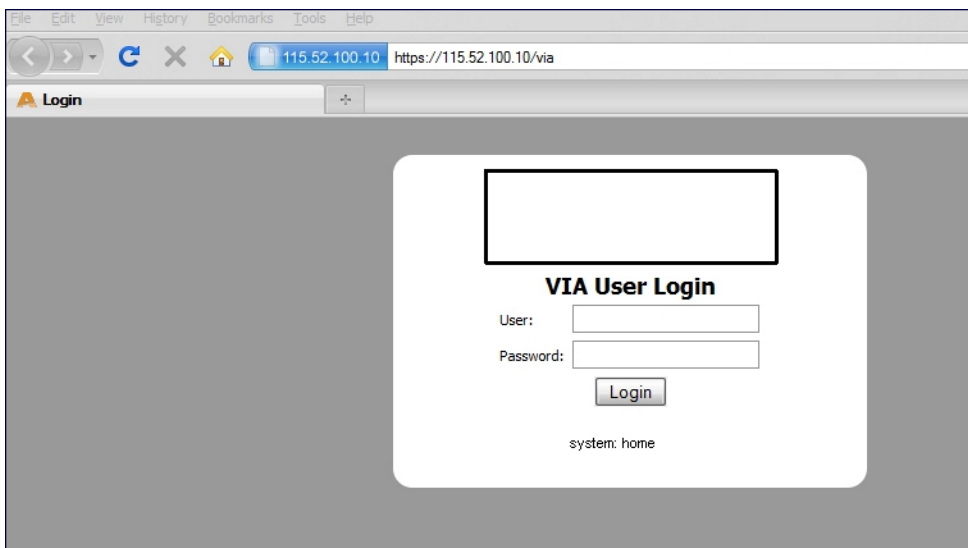 File Edit View History Bookmarks Tools Help
115.52.100.10 https://115.52.100.10/via
Login
VIA User Login
User:
Password:
Login
system: home